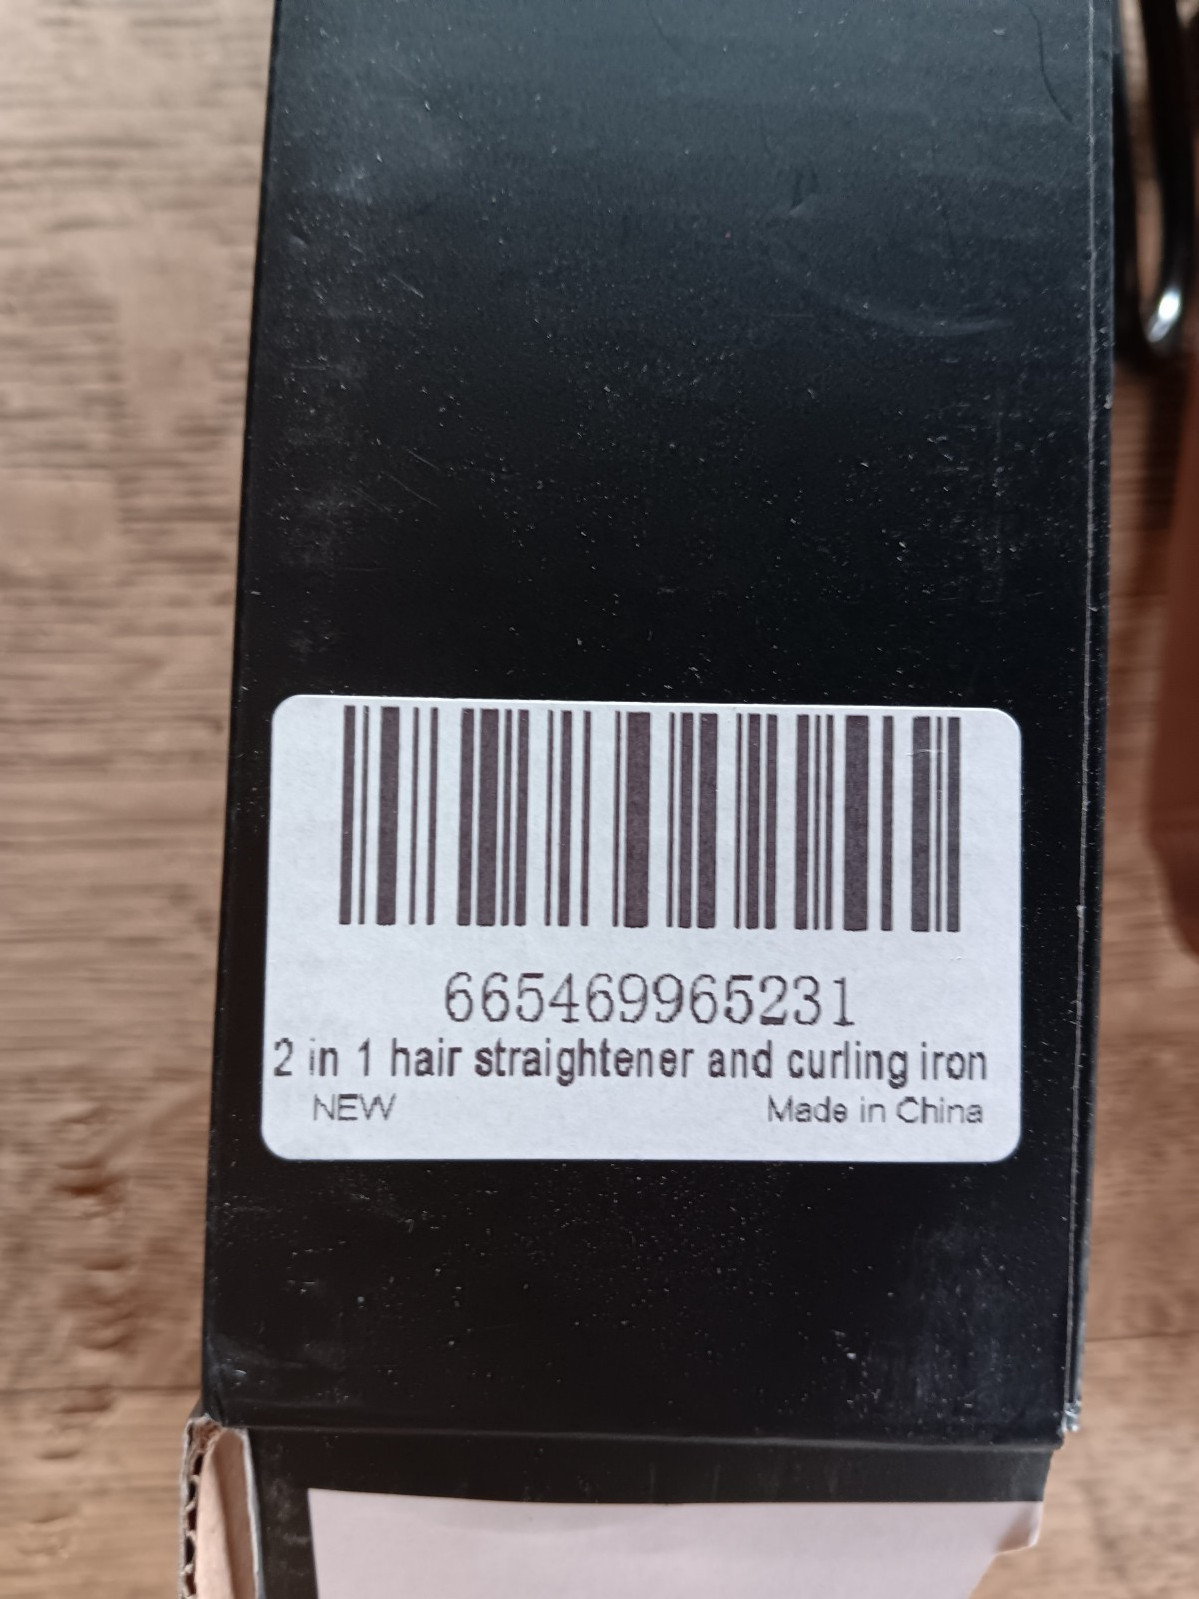 665469965231
2 in 1 hair straightener and curling iron
NEW Made in China